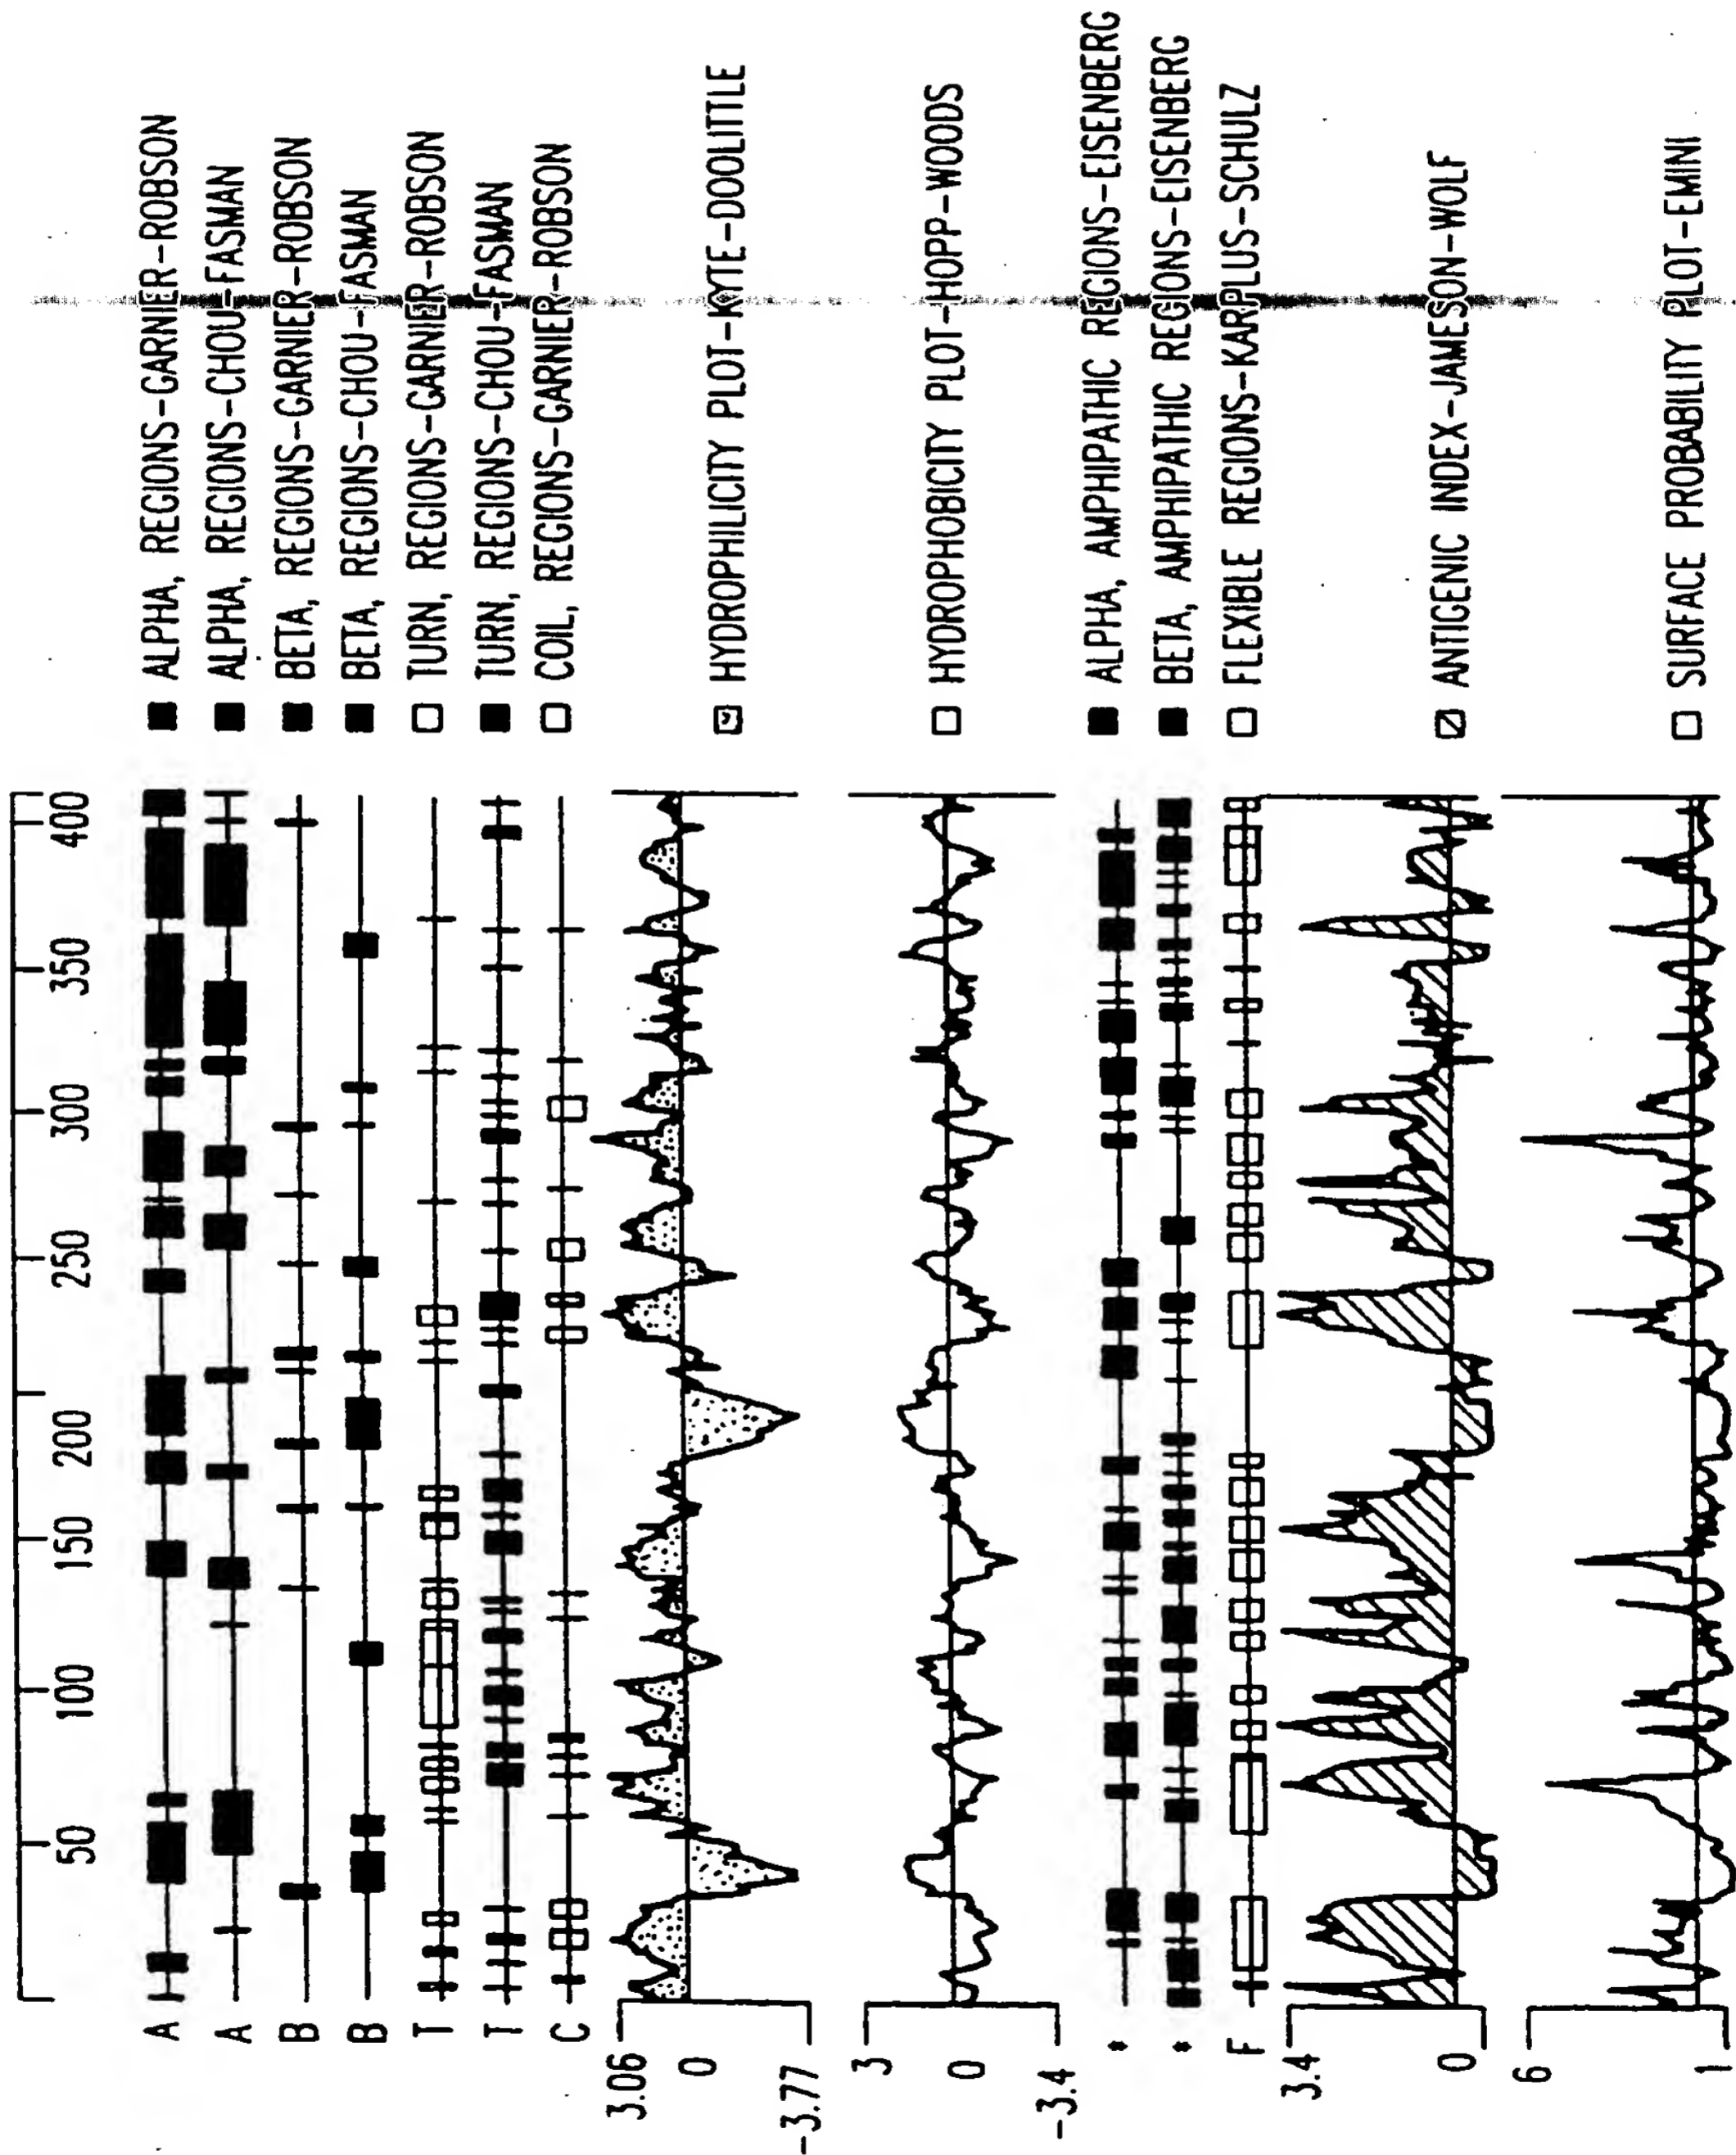 50 100 150 200 250 300 350 400
A ALPHA, REGIONS-GARNIER-ROBSON
A ALPHA, REGIONS-CHOU-FASMAN
B BETA, REGIONS-GARNIER-ROBSON
B BETA, REGIONS-CHOU-FASMAN
T TURN, REGIONS-GARNIER-ROBSON
T TURN, REGIONS-CHOU-FASMAN
C COIL, REGIONS-GARNIER-ROBSON
3.06
0 HYDROPHILICITY PLOT-KYTE-DOOLITTLE
-3.77
3
0 HYDROPHOBICITY PLOT-HOPP-WOODS
-3.4
* ALPHA, AMPHIPATHIC REGIONS-EISENBERG
* BETA, AMPHIPATHIC REGIONS-EISENBERG
F FLEXIBLE REGIONS-KARPLUS-SCHULZ
3.4
ANTIGENIC INDEX-JAMESON-WOLF
0
6
SURFACE PROBABILITY PLOT-EMINI
1